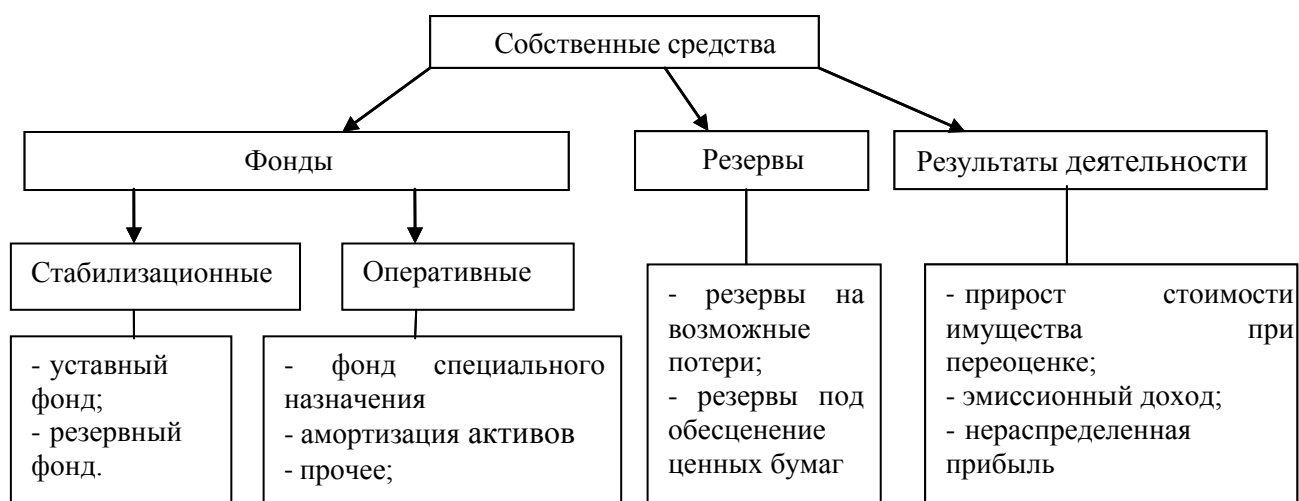 Собственные средства
Фонды
Резервы
Результаты деятельности
Стабилизационные
Оперативные
- уставный
фонд;
- резервный
фонд.
- фонд специального
назначения
- амортизация активов
- прочее;
- резервы на
возможные
потери;
- резервы под
обесценение
ценных бумаг
- прирост стоимости
имущества при
переоценке;
- эмиссионный доход;
- нераспределенная
прибыль